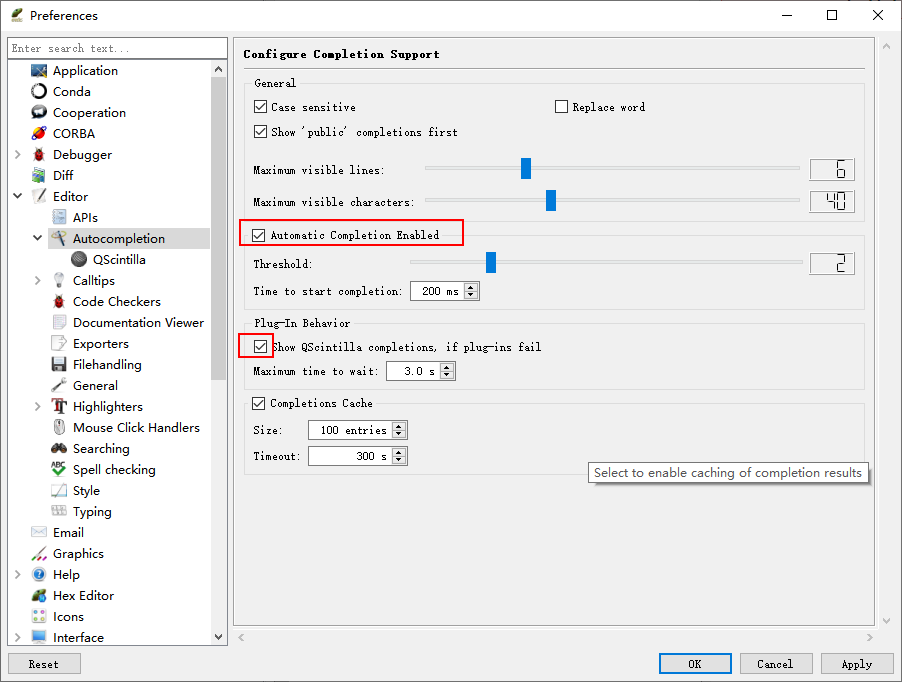 Preferences
Enter search text...
Application
Conda
Cooperation
CORBA
Debugger
Diff
Editor
APIs
Autocompletion
QScintilla
Calltips
Code Checkers
Documentation Viewer
Exporters
Filehandling
General
Highlighters
Mouse Click Handlers
Searching
Spell checking
Style
Typing
Email
Graphics
Help
Hex Editor
Icons
Interface
Configure Completion Support
General
Case sensitive Replace word
Show 'public' completions first
Maximum visible lines: 6
Maximum visible characters: 40
Automatic Completion Enabled
Threshold: 2
Time to start completion: 200 ms
Plug-In Behavior
Show QScintilla completions, if plug-ins fail
Maximum time to wait: 3.0 s
Completions Cache
Size: 100 entries
Timeout: 300 s
Select to enable caching of completion results
Reset OK Cancel Apply